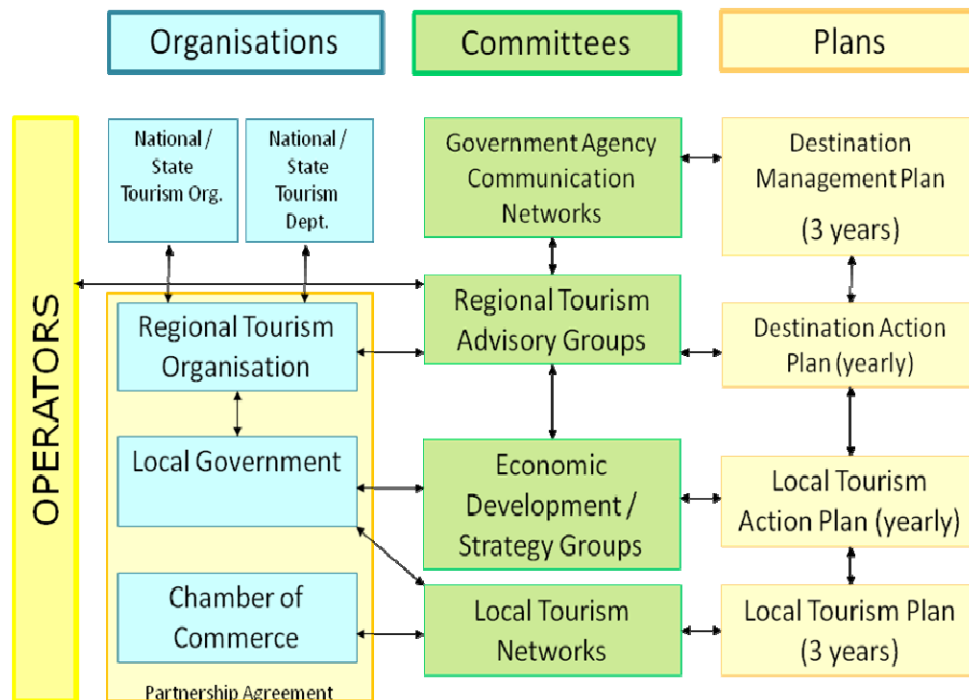 Organisations
Committees
Plans
OPERATORS
National /
State
Tourism Org.
National /
State
Tourism
Dept.
Government Agency
Communication
Networks
Destination
Management Plan
(3 years)
Regional Tourism
Organisation
Regional Tourism
Advisory Groups
Destination Action
Plan (yearly)
Local Government
Economic
Development /
Strategy Groups
Local Tourism
Action Plan (yearly)
Chamber of
Commerce
Local Tourism
Networks
Local Tourism Plan
(3 years)
Partnership Agreement